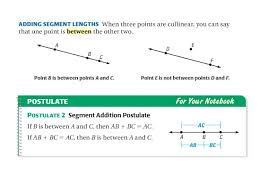 ADDING SEGMENT LENGTHS When three points are collinear, you can say
that one point is between the other two.
A
B
C
D
E
F
Point B is between points A and C.
Point E is not between points D and F.
POSTULATE
For Your Notebook
POSTULATE 2 Segment Addition Postulate
If B is between A and C, then AB + BC = AC.
If AB + BC = AC, then B is between A and C.
AC
A
B
C
AB
BC